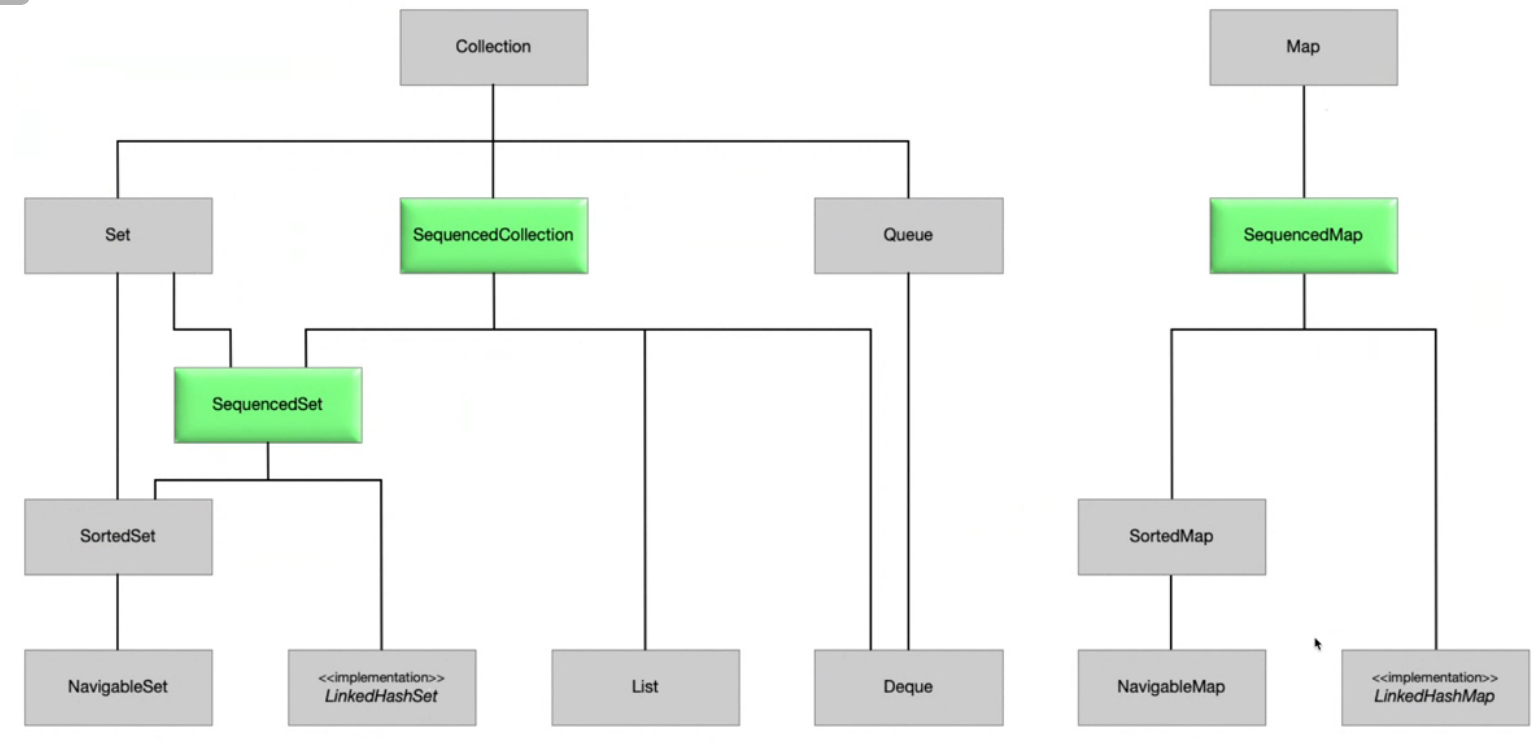 Collection
Map
Set
SequencedCollection
Queue
SequencedMap
SequencedSet
SortedSet
SortedMap
NavigableSet
<<implementation>>
LinkedHashSet
List
Deque
NavigableMap
<<implementation>>
LinkedHashMap